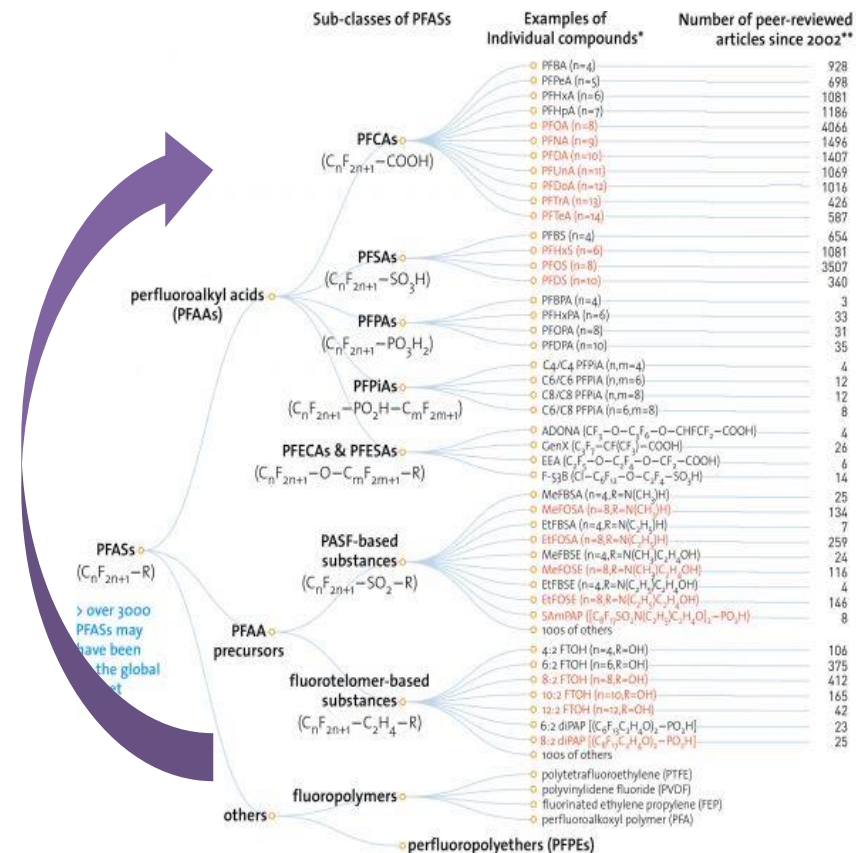 Sub-classes of PFASs
Examples of
Individual compounds*
Number of peer-reviewed
articles since 2002**
PFASs
(CₙF₂ₙ₊₁–R)
> over 3000
PFASs may
have been
the global
perfluoroalkyl acids
(PFAAs)
PFCAs
(CₙF₂ₙ₊₁–COOH)
PFBA (n=4) 928
PFPeA (n=5) 698
PFHxA (n=6) 1081
PFHpA (n=7) 1186
PFOA (n=8) 4066
PFNA (n=9) 1496
PFDA (n=10) 1407
PFUnA (n=11) 1069
PFDoA (n=12) 1016
PFTrA (n=13) 426
PFTeA (n=14) 587
PFSAs
(CₙF₂ₙ₊₁–SO₃H)
PFBS (n=4) 654
PFHxS (n=6) 1081
PFOS (n=8) 3507
PFDS (n=10) 340
PFPAs
(CₙF₂ₙ₊₁–PO₃H₂)
PFBPA (n=4) 3
PFHxPA (n=6) 33
PFOPA (n=8) 31
PFDPA (n=10) 35
PFPiAs
(CₙF₂ₙ₊₁–PO₂H–CₘF₂ₘ₊₁)
C4/C4 PFPiA (n,m=4) 4
C6/C6 PFPiA (n,m=6) 12
C8/C8 PFPiA (n,m=8) 12
C6/C8 PFPiA (n=6,m=8) 8
PFECAs & PFESAs
(CₙF₂ₙ₊₁–O–CₘF₂ₘ₊₁–R)
ADONA (CF₃–O–C₃F₆–O–CHFCF₂–COOH) 4
GenX (C₃F₇–CF(CF₃)–COOH) 26
EEA (C₂F₅–O–C₂F₄–O–CF₂–COOH) 6
F-53B (Cl–C₆F₁₂–O–C₂F₄–SO₃H) 14
PFAA
precursors
PASF-based
substances
(CₙF₂ₙ₊₁–SO₂–R)
MeFBSA (n=4,R=N(CH₃)H) 25
MeFOSA (n=8,R=N(CH₃)H) 134
EtFBSA (n=4,R=N(C₂H₅)H) 7
EtFOSA (n=8,R=N(C₂H₅)H) 259
MeFBSE (n=4,R=N(CH₃)C₂H₄OH) 24
MeFOSE (n=8,R=N(CH₃)C₂H₄OH) 116
EtFBSE (n=4,R=N(C₂H₅)C₂H₄OH) 4
EtFOSE (n=8,R=N(C₂H₅)C₂H₄OH) 146
SAmPAP {[C₈F₁₇SO₂N(C₂H₅)C₂H₄O]₂–PO₂H} 8
100s of others
fluorotelomer-based
substances
(CₙF₂ₙ₊₁–C₂H₄–R)
4:2 FTOH (n=4,R=OH) 106
6:2 FTOH (n=6,R=OH) 375
8:2 FTOH (n=8,R=OH) 412
10:2 FTOH (n=10,R=OH) 165
12:2 FTOH (n=12,R=OH) 42
6:2 diPAP [(C₆F₁₃C₂H₄O)₂–PO₂H] 23
8:2 diPAP [(C₈F₁₇C₂H₄O)₂–PO₂H] 25
100s of others
others
fluoropolymers
polytetrafluoroethylene (PTFE)
polyvinylidene fluoride (PVDF)
fluorinated ethylene propylene (FEP)
perfluoroalkoxyl polymer (PFA)
perfluoropolyethers (PFPEs)